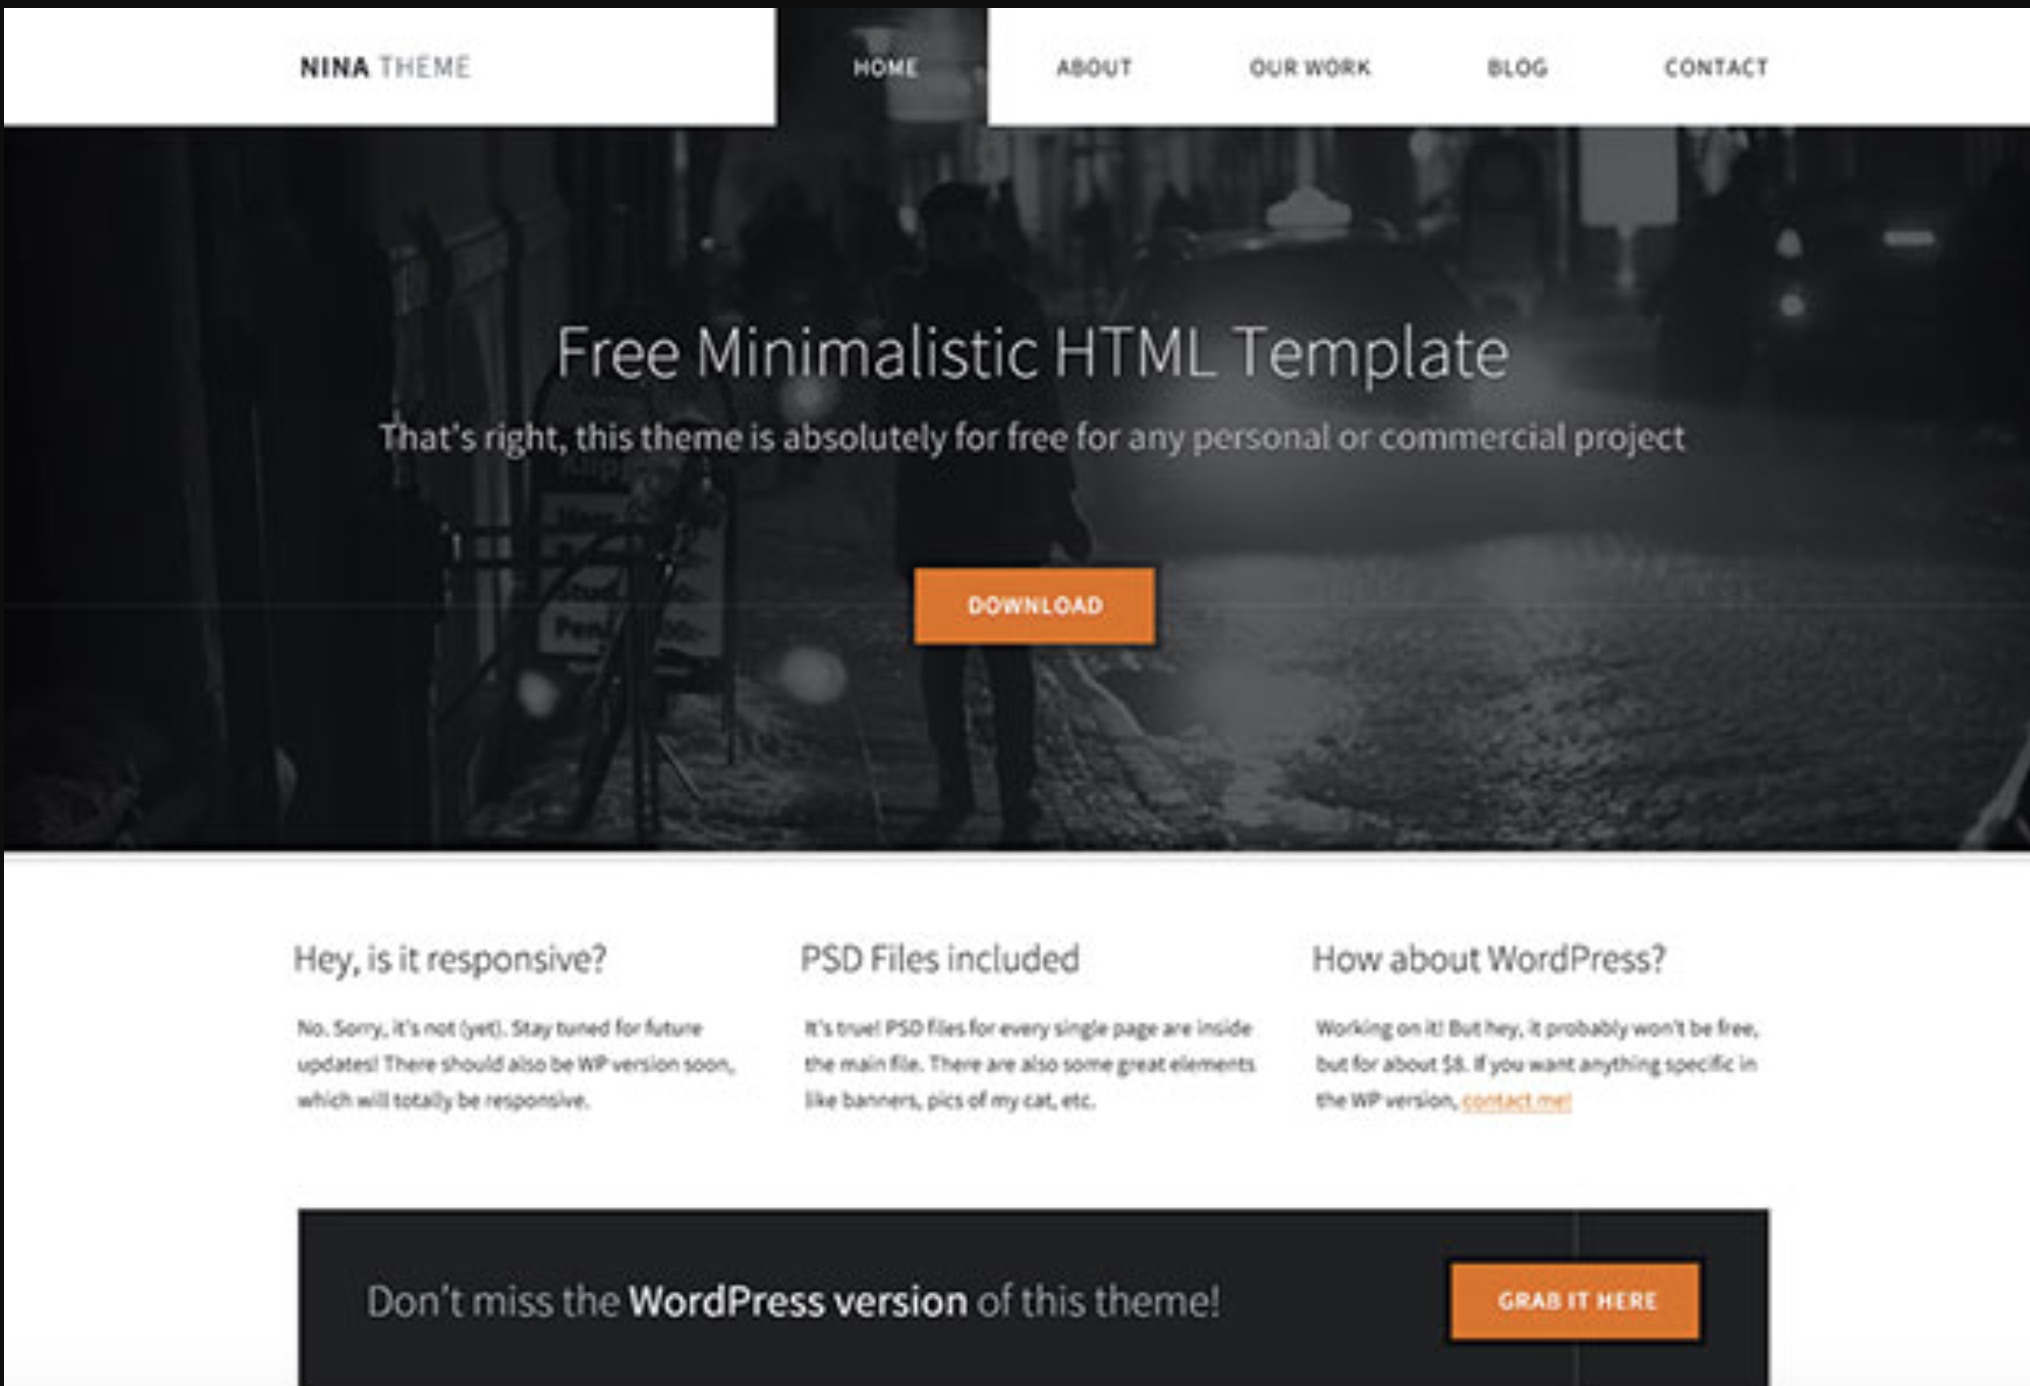 NINA THEME
HOME
ABOUT
OUR WORK
BLOG
CONTACT
Free Minimalistic HTML Template
That's right, this theme is absolutely for free for any personal or commercial project
DOWNLOAD
Hey, is it responsive?
No. Sorry, it's not (yet). Stay tuned for future
updates! There should also be WP version soon,
which will totally be responsive.
PSD Files included
It's true! PSD files for every single page are inside
the main file. There are also some great elements
like banners, pics of my cat, etc.
How about WordPress?
Working on it! But hey, it probably won't be free,
but for about $8. If you want anything specific in
the WP version, contact me!
Don't miss the WordPress version of this theme!
GRAB IT HERE